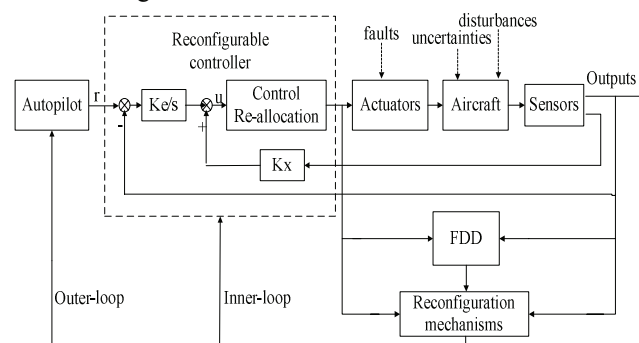 disturbances
faults
uncertainties
Reconfigurable
controller
Outputs
Autopilot
r
-
Ke/s
+
u
Control
Re-allocation
Actuators
Aircraft
Sensors
Kx
FDD
Outer-loop
Inner-loop
Reconfiguration
mechanisms